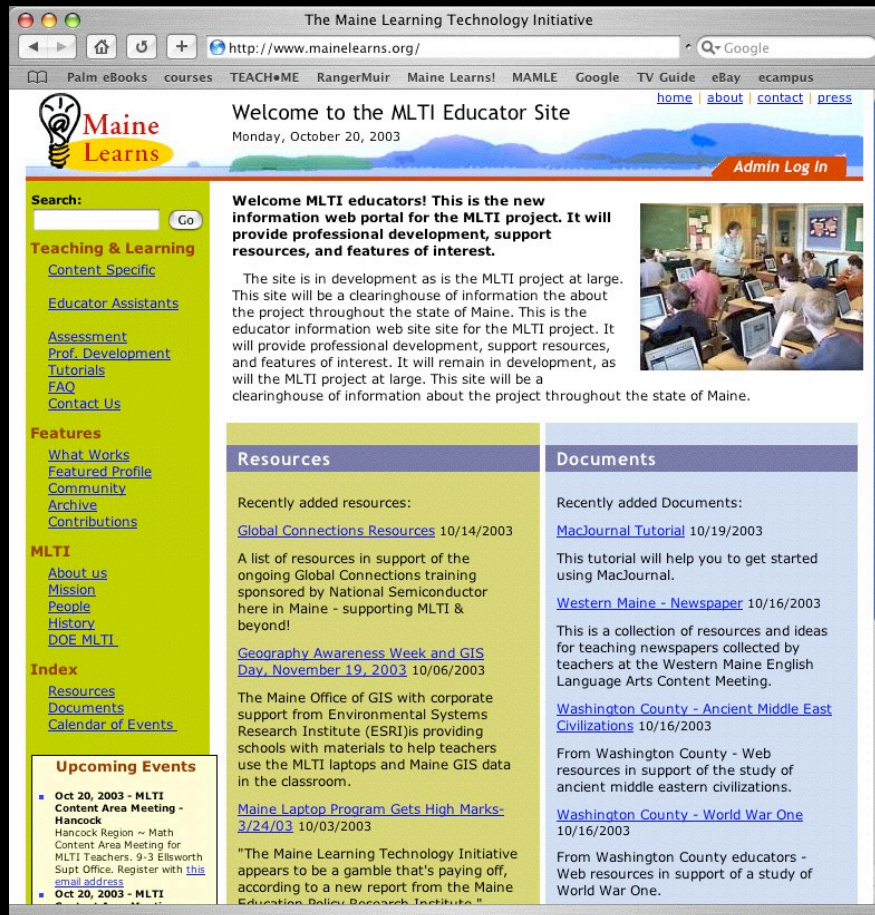 The Maine Learning Technology Initiative
http://www.mainelearns.org/
Google
Palm eBooks courses TEACH●ME RangerMuir Maine Learns! MAMLE Google TV Guide eBay ecampus
home | about | contact | press
@ Maine
Learns
Welcome to the MLTI Educator Site
Monday, October 20, 2003
Admin Log In
Search:
Go
Teaching & Learning
Content Specific
Educator Assistants
Assessment
Prof. Development
Tutorials
FAQ
Contact Us
Features
What Works
Featured Profile
Community
Archive
Contributions
MLTI
About us
Mission
People
History
DOE MLTI
Index
Resources
Documents
Calendar of Events
Upcoming Events
Oct 20, 2003 - MLTI
Content Area Meeting -
Hancock
Hancock Region ~ Math
Content Area Meeting for
MLTI Teachers. 9-3 Ellsworth
Supt Office. Register with this
email address
Oct 20, 2003 - MLTI
Welcome MLTI educators! This is the new
information web portal for the MLTI project. It will
provide professional development, support
resources, and features of interest.
The site is in development as is the MLTI project at large.
This site will be a clearinghouse of information the about
the project throughout the state of Maine. This is the
educator information web site site for the MLTI project. It
will provide professional development, support resources,
and features of interest. It will remain in development, as
will the MLTI project at large. This site will be a
clearinghouse of information about the project throughout the state of Maine.
Resources
Recently added resources:
Global Connections Resources 10/14/2003
A list of resources in support of the
ongoing Global Connections training
sponsored by National Semiconductor
here in Maine - supporting MLTI &
beyond!
Geography Awareness Week and GIS
Day, November 19, 2003 10/06/2003
The Maine Office of GIS with corporate
support from Environmental Systems
Research Institute (ESRI)is providing
schools with materials to help teachers
use the MLTI laptops and Maine GIS data
in the classroom.
Maine Laptop Program Gets High Marks-
3/24/03 10/03/2003
"The Maine Learning Technology Initiative
appears to be a gamble that's paying off,
according to a new report from the Maine
Education Policy Research Institute."
Documents
Recently added Documents:
MacJournal Tutorial 10/19/2003
This tutorial will help you to get started
using MacJournal.
Western Maine - Newspaper 10/16/2003
This is a collection of resources and ideas
for teaching newspapers collected by
teachers at the Western Maine English
Language Arts Content Meeting.
Washington County - Ancient Middle East
Civilizations 10/16/2003
From Washington County - Web
resources in support of the study of
ancient middle eastern civilizations.
Washington County - World War One
10/16/2003
From Washington County educators -
Web resources in support of a study of
World War One.